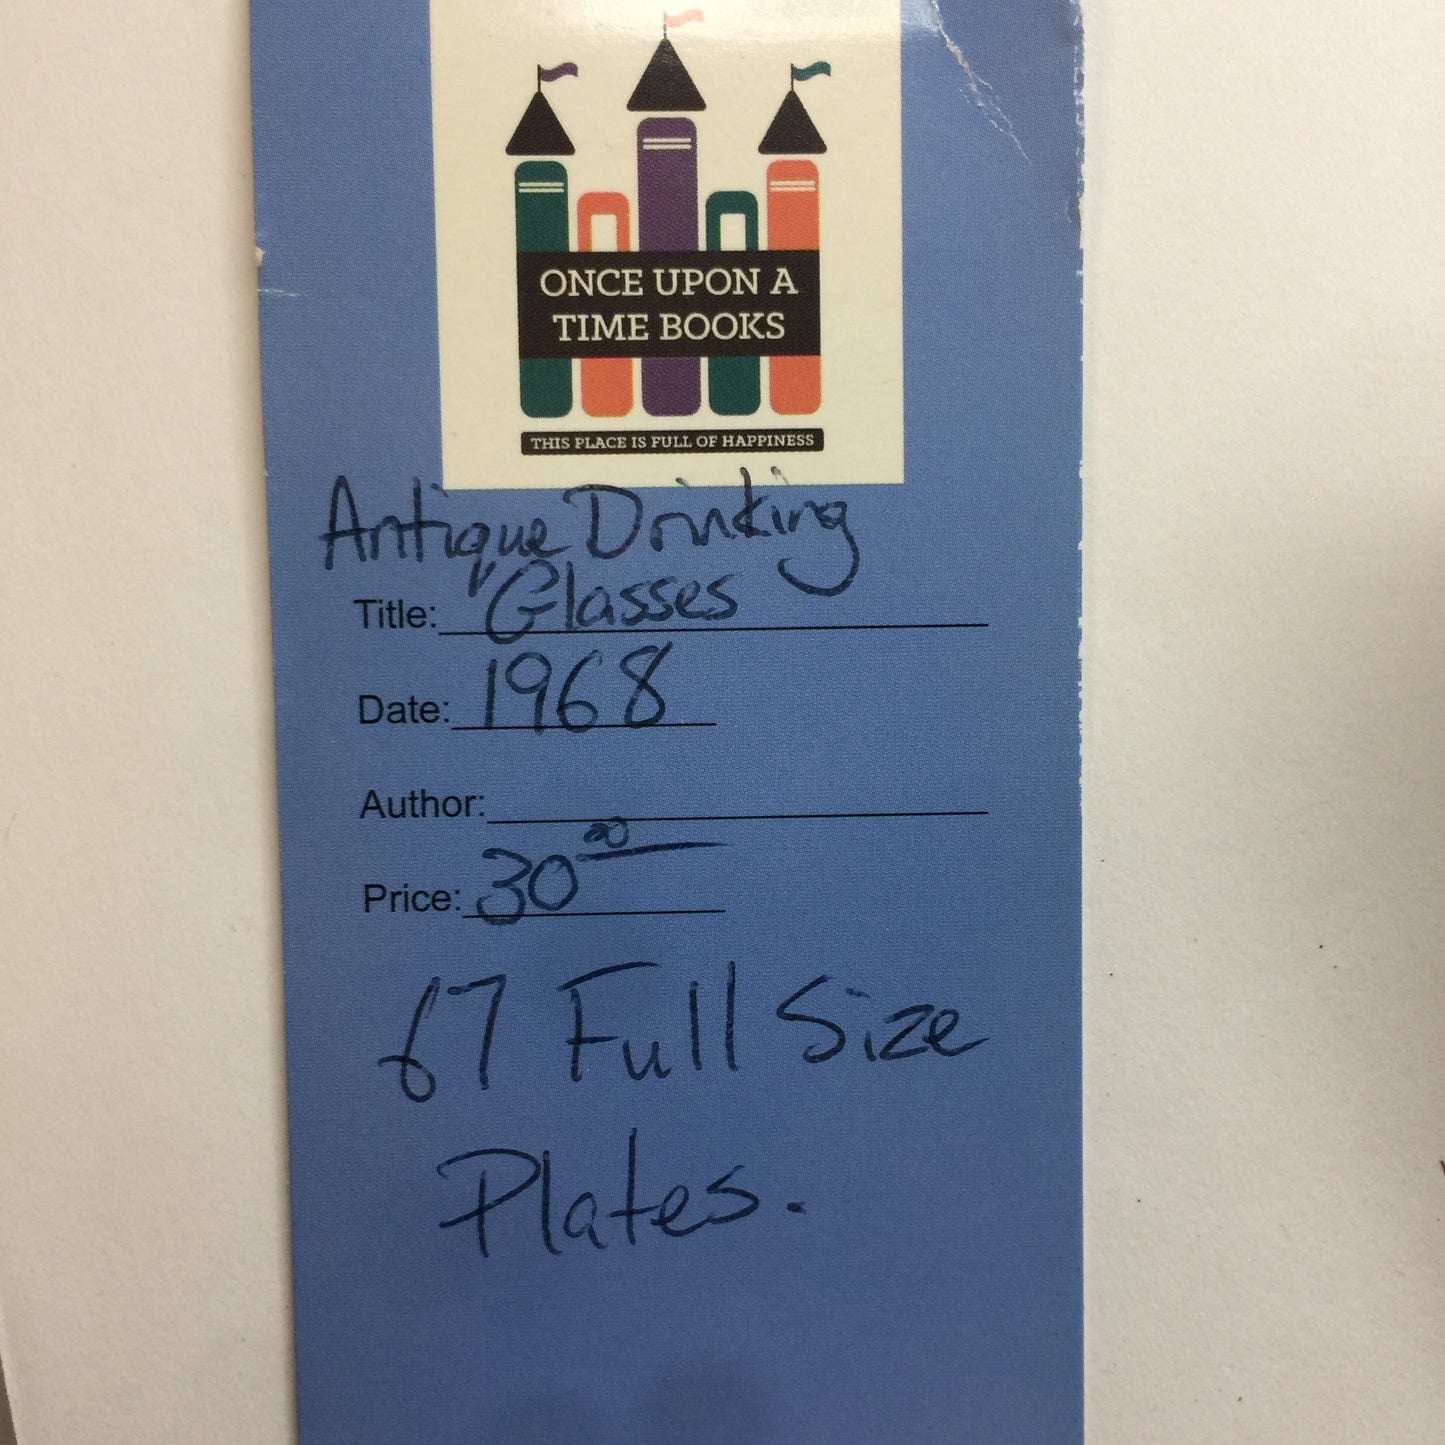 ONCE UPON A
TIME BOOKS
THIS PLACE IS FULL OF HAPPINESS
Antique Drinking
Title: Glasses
Date: 1968
Author:
Price: 30 00
67 Full Size
Plates.